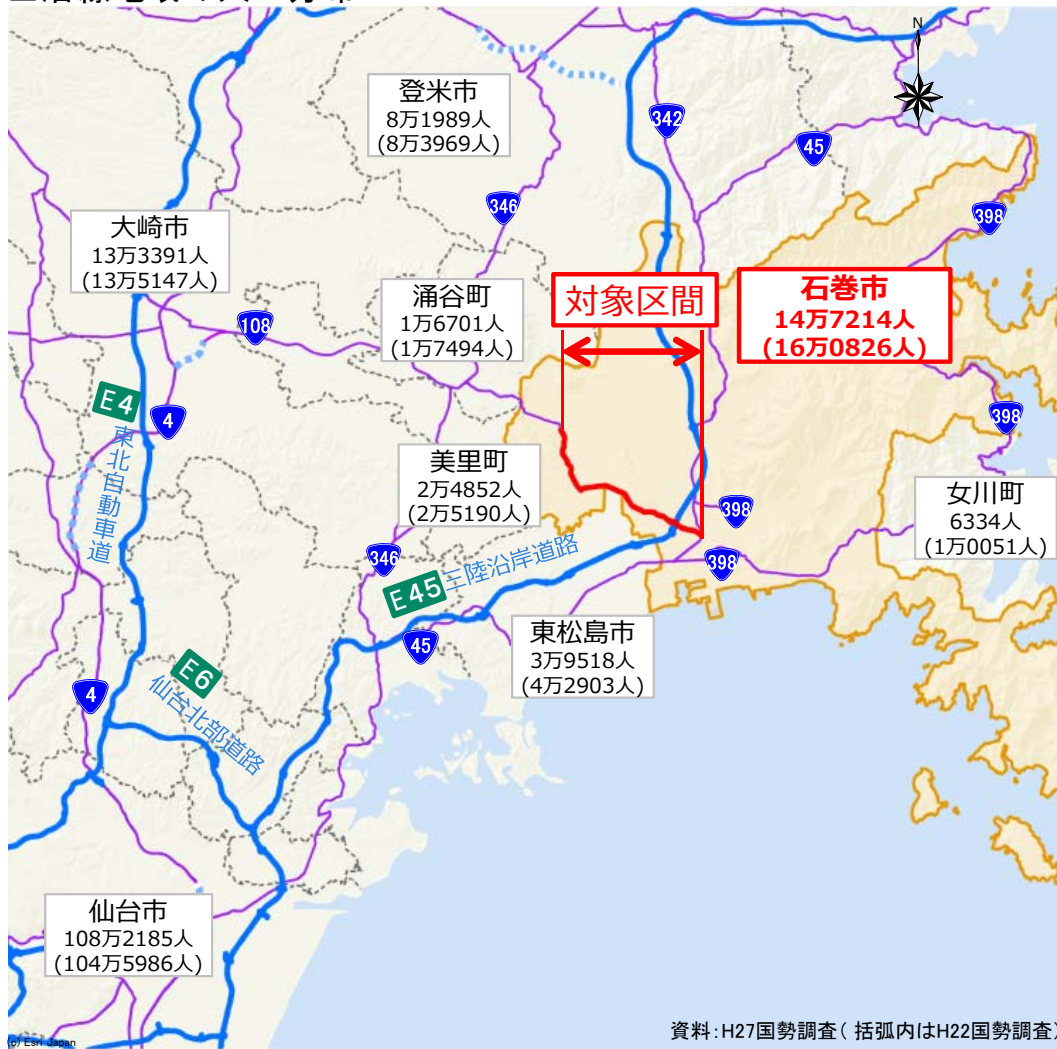 N
登米市
8万1989人
(8万3969人)
342
45
346
398
大崎市
13万3391人
(13万5147人)
涌谷町
1万6701人
(1万7494人)
対象区間
石巻市
14万7214人
(16万0826人)
108
E4
4
東北自動車道
398
美里町
2万4852人
(2万5190人)
女川町
6334人
(1万0051人)
398
346
398
E45
三陸沿岸道路
45
東松島市
3万9518人
(4万2903人)
E6
仙台北部道路
4
仙台市
108万2185人
(104万5986人)
資料:H27国勢調査( 括弧内はH22国勢調査)
(c) Esri Japan